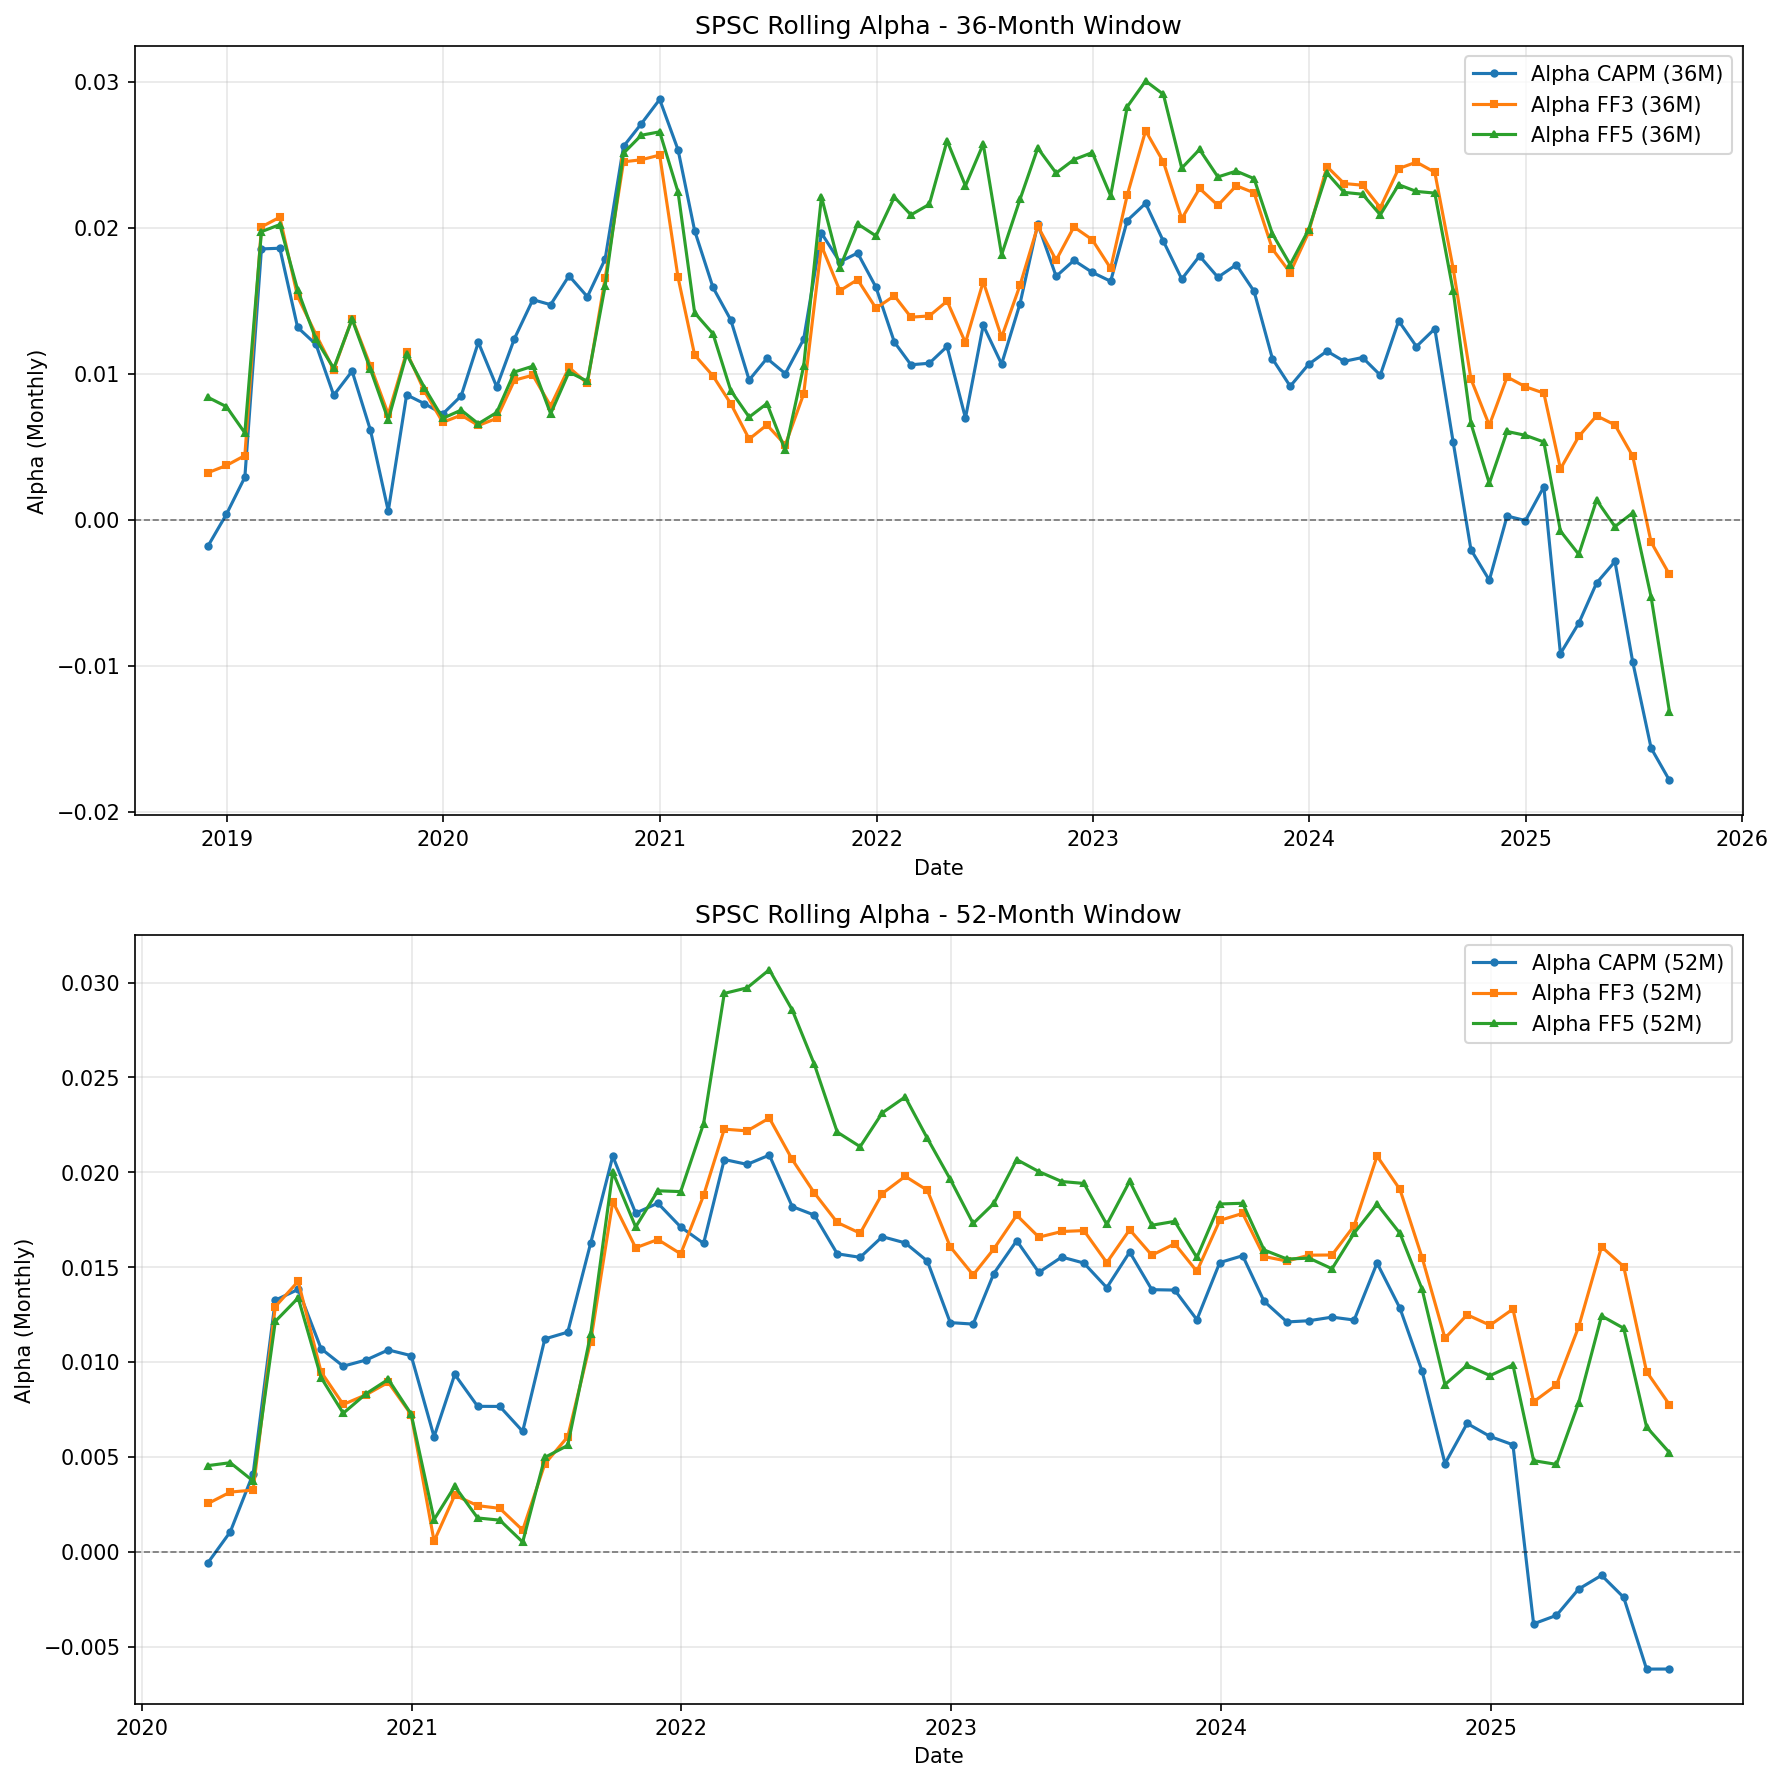 SPSC Rolling Alpha - 36-Month Window
Alpha CAPM (36M)
Alpha FF3 (36M)
Alpha FF5 (36M)
Alpha (Monthly)
0.03
0.02
0.01
0.00
−0.01
−0.02
2019 2020 2021 2022 2023 2024 2025 2026
Date
SPSC Rolling Alpha - 52-Month Window
Alpha CAPM (52M)
Alpha FF3 (52M)
Alpha FF5 (52M)
Alpha (Monthly)
0.030
0.025
0.020
0.015
0.010
0.005
0.000
−0.005
2020 2021 2022 2023 2024 2025
Date